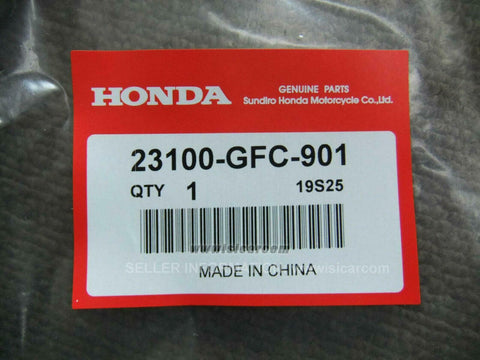 HONDA
GENUINE PARTS
Sundiro Honda Motorcycle Co.,Ltd.
23100-GFC-901
QTY 1 19S25
MADE IN CHINA